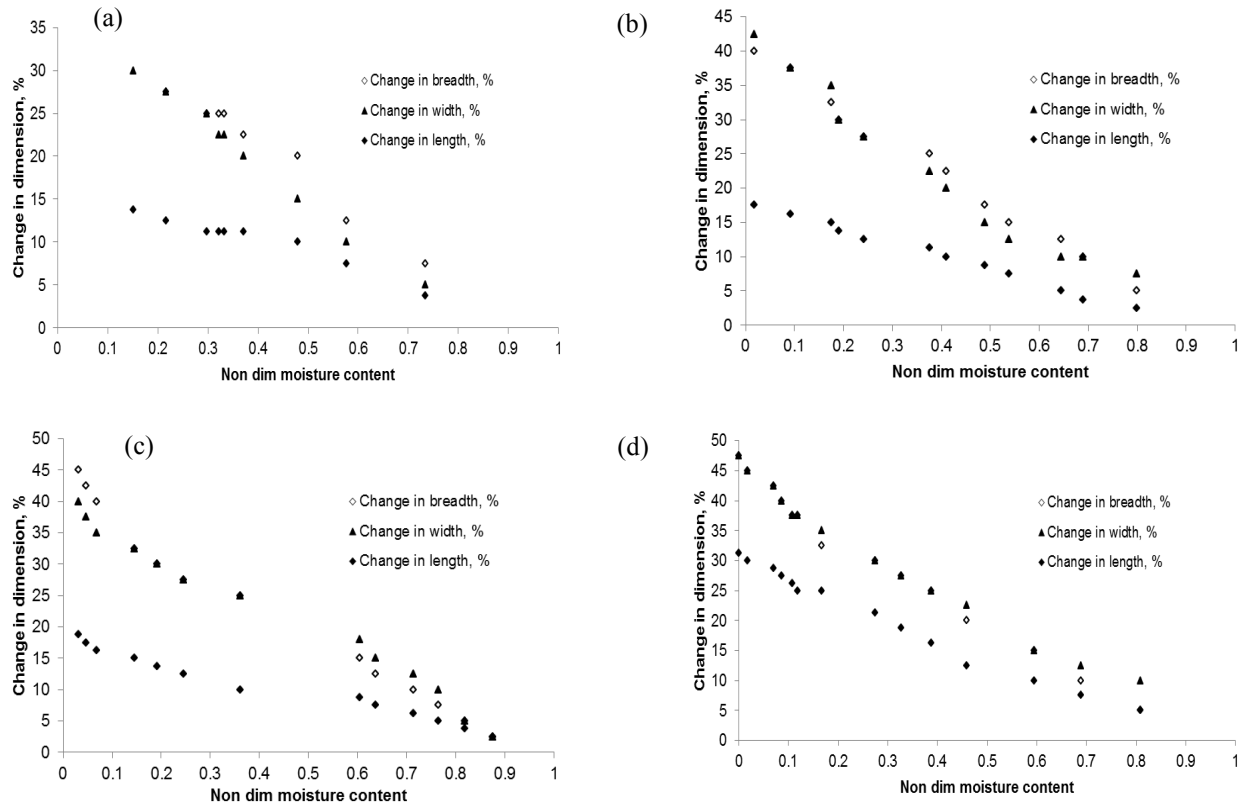 (a)
35
30
25
20
15
10
5
0
Change in dimension, %
Change in breadth, %
Change in width, %
Change in length, %
0 0.1 0.2 0.3 0.4 0.5 0.6 0.7 0.8 0.9 1
Non dim moisture content
(b)
45
40
35
30
25
20
15
10
5
0
Change in dimension, %
Change in breadth, %
Change in width, %
Change in length, %
0 0.1 0.2 0.3 0.4 0.5 0.6 0.7 0.8 0.9 1
Non dim moisture content
(c)
50
45
40
35
30
25
20
15
10
5
0
Change in dimension, %
Change in breadth, %
Change in width, %
Change in length, %
0 0.1 0.2 0.3 0.4 0.5 0.6 0.7 0.8 0.9 1
Non dim moisture content
(d)
50
45
40
35
30
25
20
15
10
5
0
Change in dimension, %
Change in breadth, %
Change in width, %
Change in length, %
0 0.1 0.2 0.3 0.4 0.5 0.6 0.7 0.8 0.9 1
Non dim moisture content